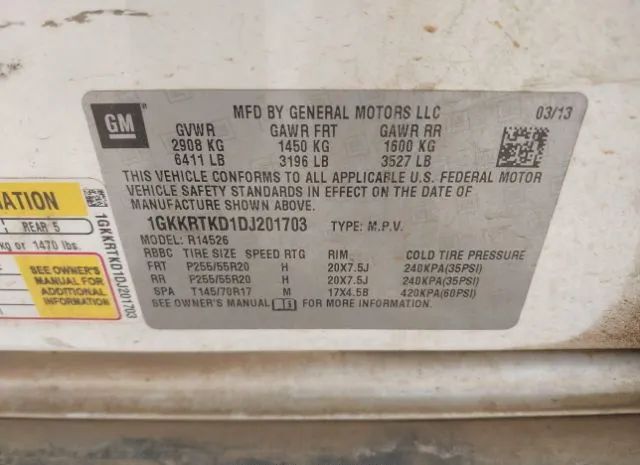 GM
MFD BY GENERAL MOTORS LLC 03/13
GVWR GAWR FRT GAWR RR
2908 KG 1450 KG 1600 KG
6411 LB 3196 LB 3527 LB
THIS VEHICLE CONFORMS TO ALL APPLICABLE U.S. FEDERAL MOTOR
VEHICLE SAFETY STANDARDS IN EFFECT ON THE DATE OF
MANUFACTURE SHOWN ABOVE.
1GKKRTKD1DJ201703 TYPE: M.P.V.
MODEL: R14526
RBBC TIRE SIZE SPEED RTG RIM COLD TIRE PRESSURE
FRT P255/55R20 H 20X7.5J 240KPA(35PSI)
RR P255/55R20 H 20X7.5J 240KPA(35PSI)
SPA T145/70R17 M 17X4.5B 420KPA(60PSI)
SEE OWNER'S MANUAL FOR MORE INFORMATION.
REAR 5
kg or 1470 lbs.
SEE OWNER'S
MANUAL FOR
ADDITIONAL
INFORMATION
1GKKRTKD1DJ201703